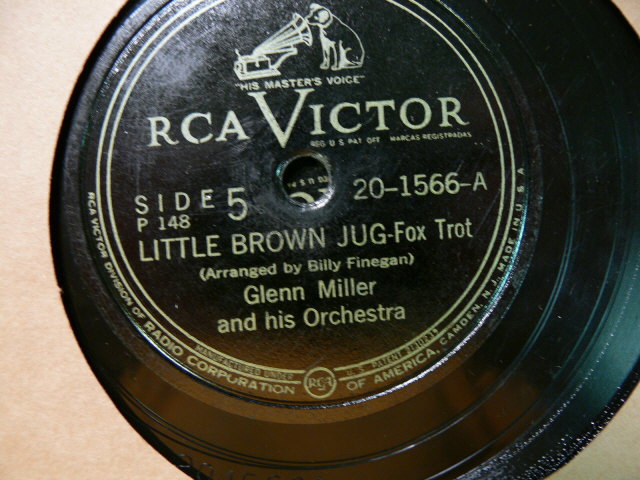 "HIS MASTER'S VOICE"
RCA VICTOR
REG U S PAT OFF MARCAS REGISTRADAS
SIDE 5
20-1566-A
P 148
LITTLE BROWN JUG-Fox Trot
(Arranged by Billy Finegan)
Glenn Miller
and his Orchestra
RCA VICTOR DIVISION OF RADIO CORPORATION OF AMERICA, CAMDEN, N. J. MADE IN U S A
MANUFACTURED UNDER
U. S. PATENT
RCA